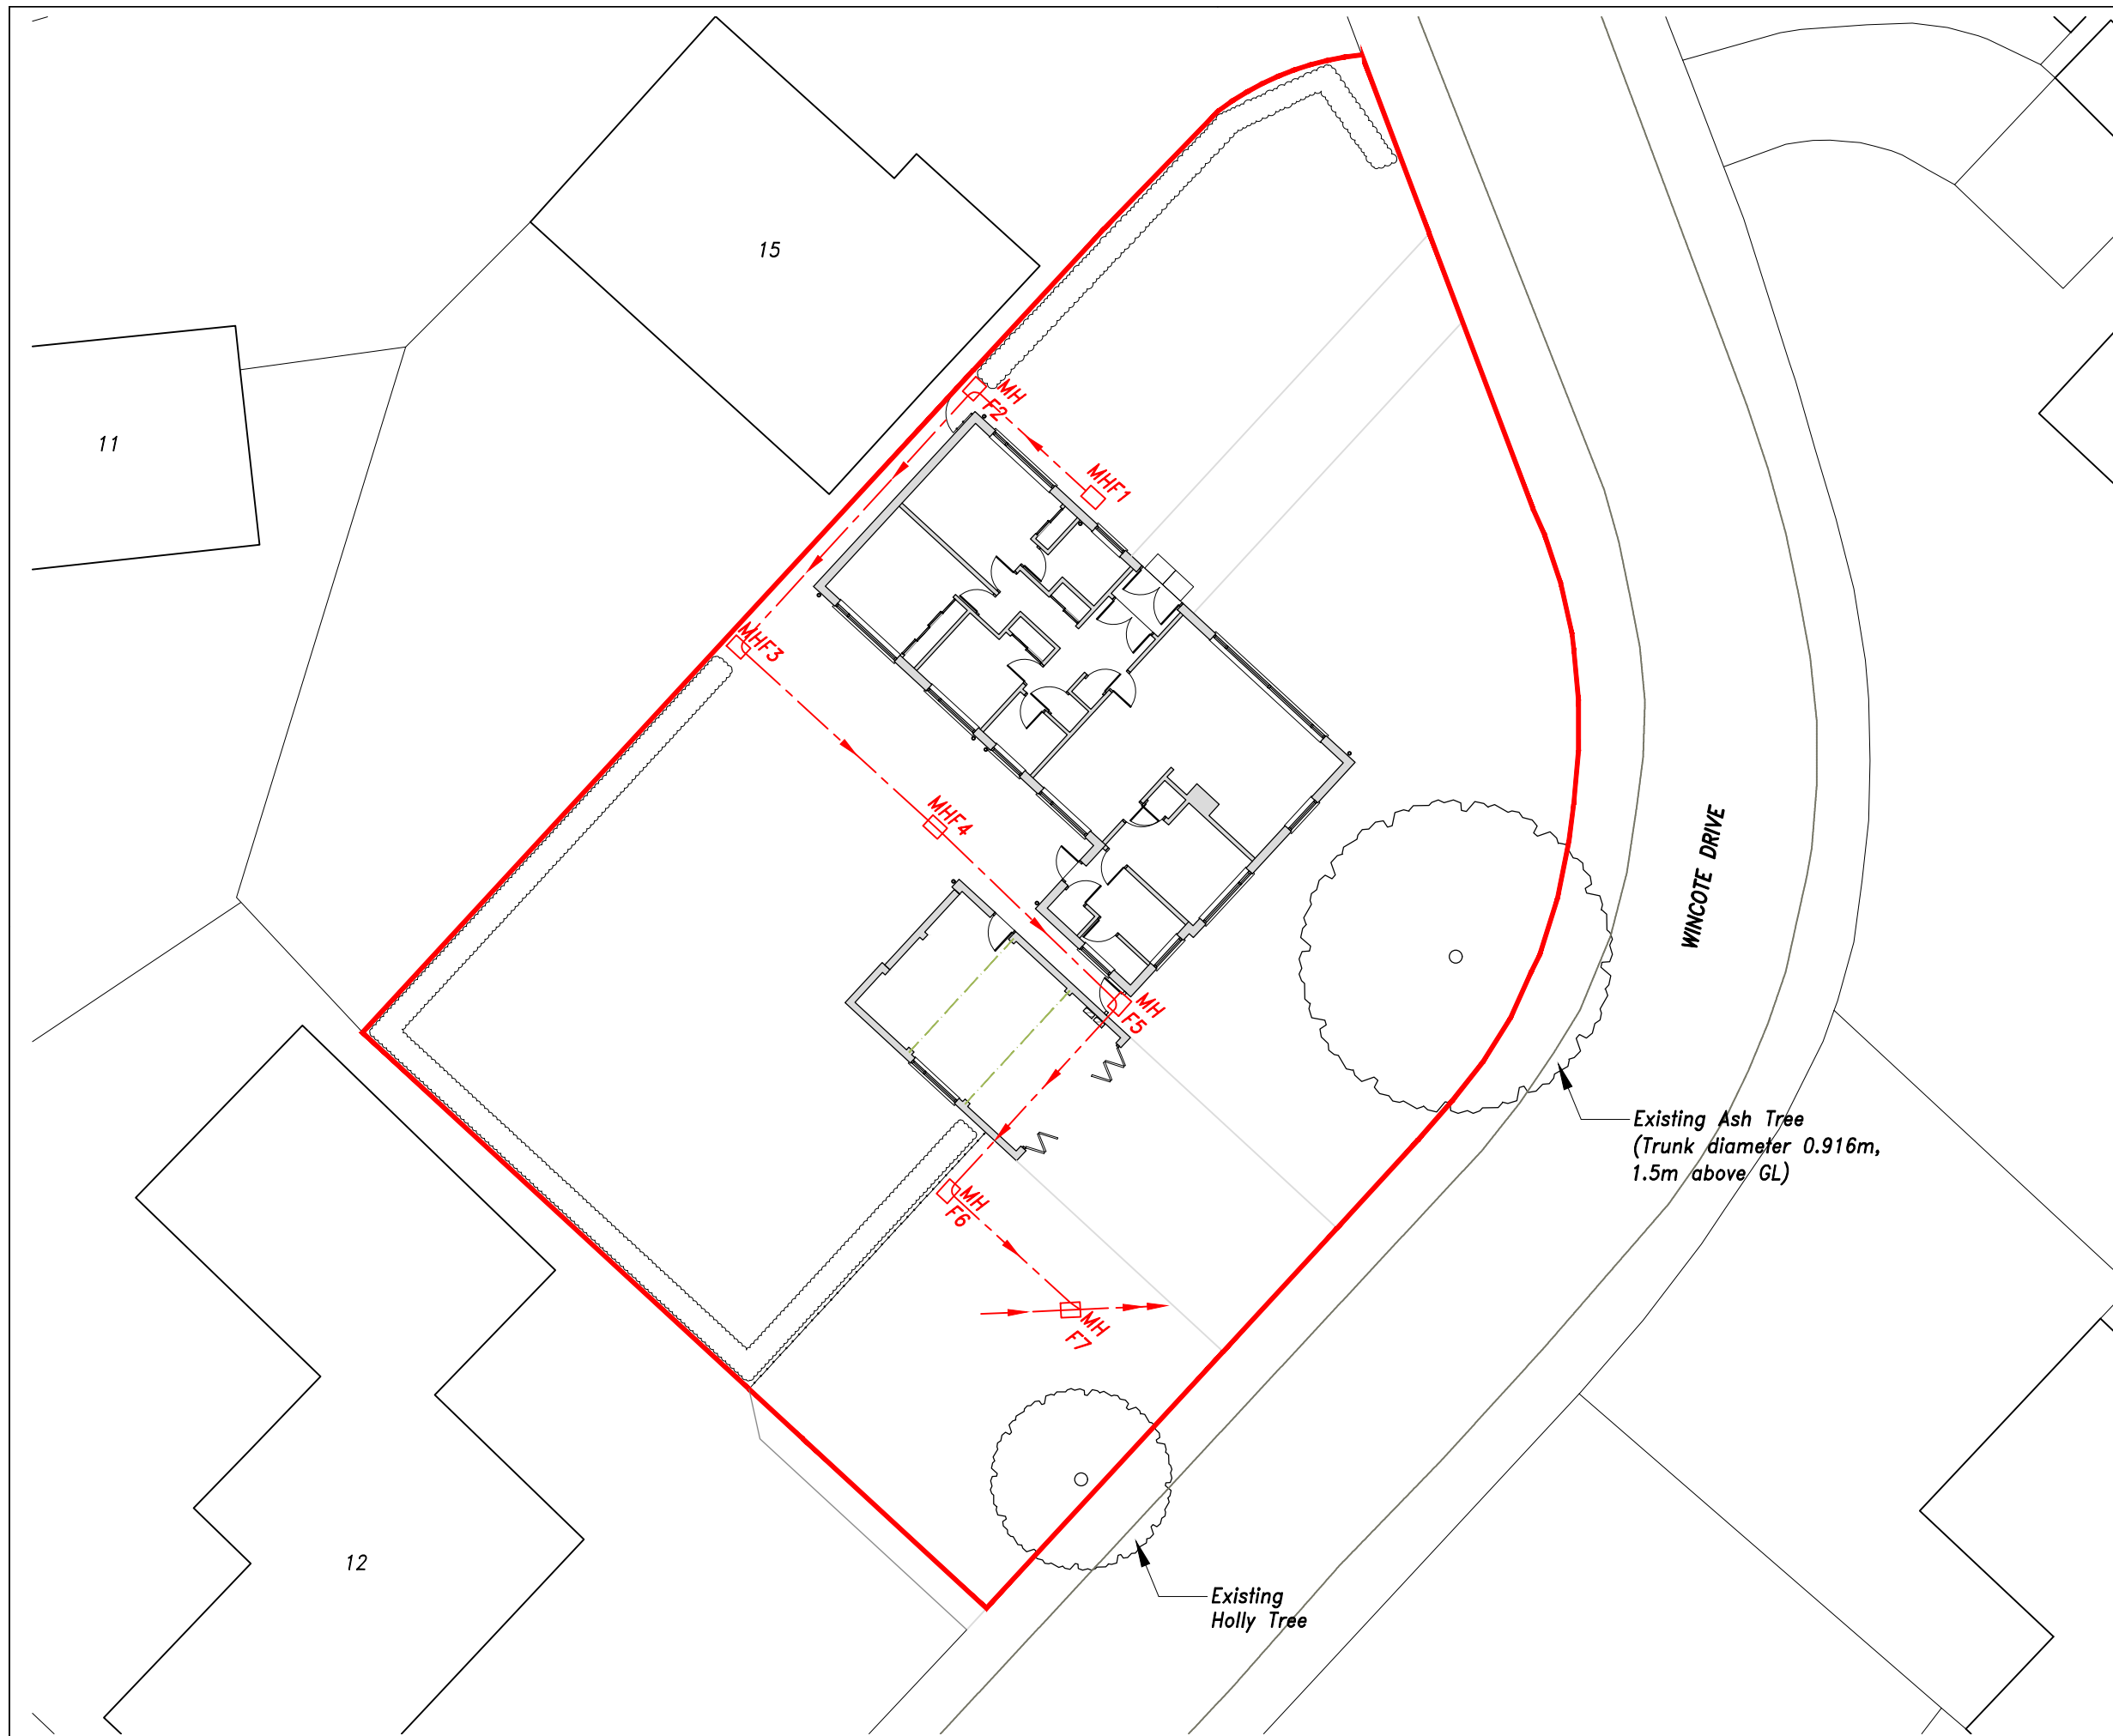 15
MH
F2
11
MHF1
MHF3
MHF4
WINCOTE DRIVE
MH
F5
Existing Ash Tree
(Trunk diameter 0.916m,
1.5m above GL)
MH
F6
MH
F7
12
Existing
Holly Tree